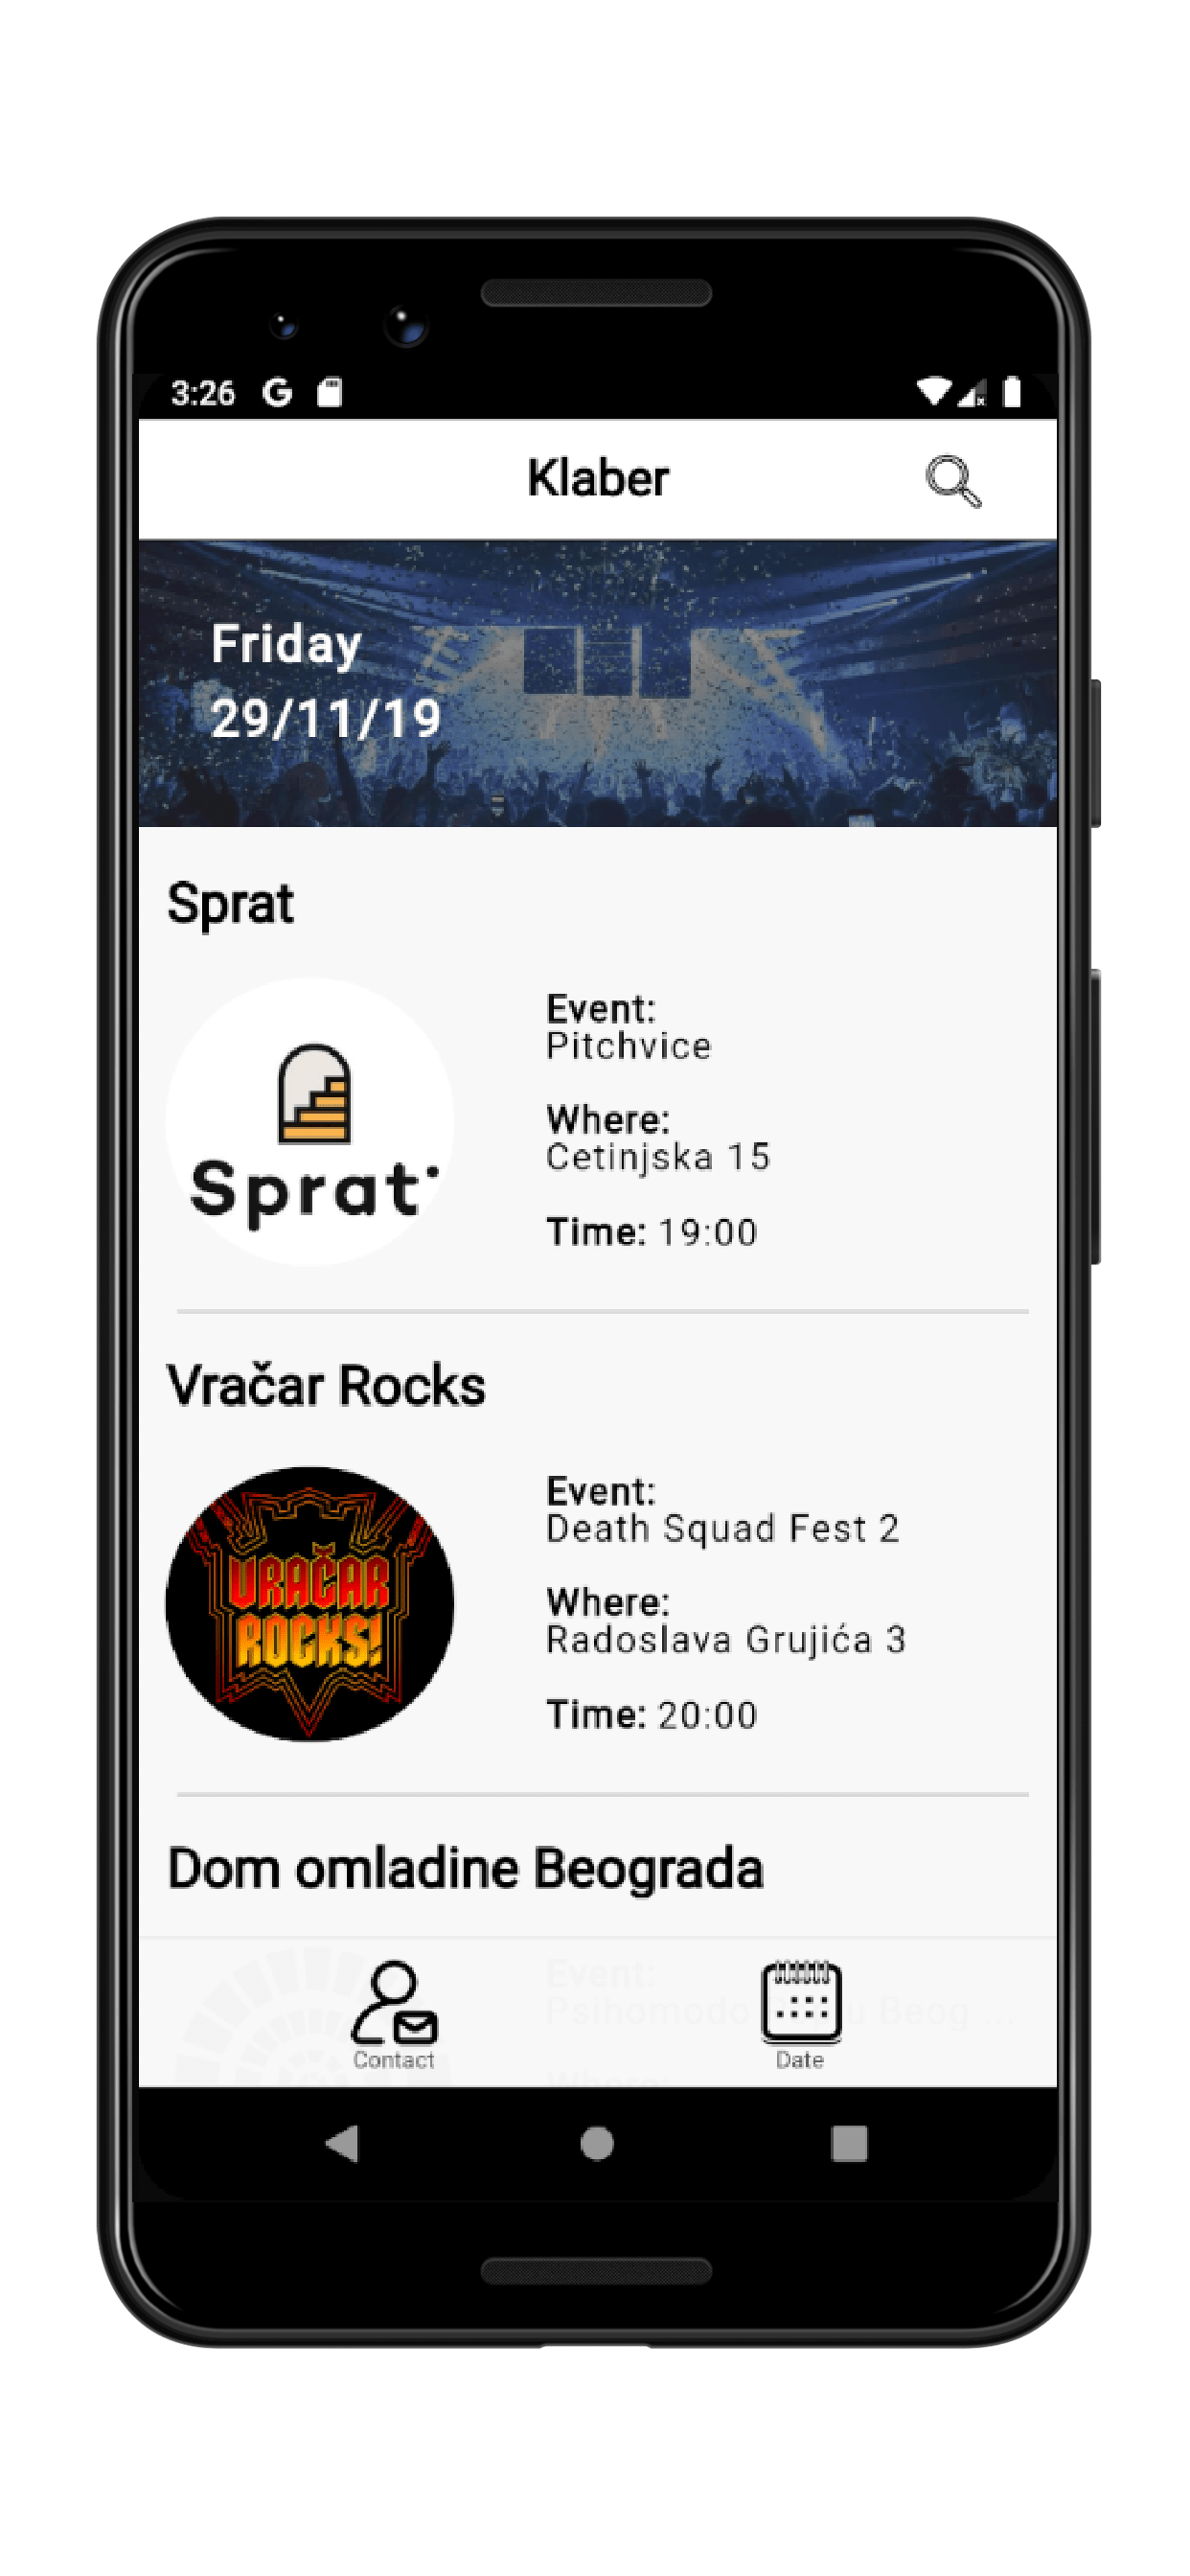 3:26
Klaber
Friday
29/11/19
Sprat
Sprat
Event:
Pitchvice
Where:
Cetinjska 15
Time: 19:00
Vračar Rocks
VRAČAR
ROCKS!
Event:
Death Squad Fest 2
Where:
Radoslava Grujića 3
Time: 20:00
Dom omladine Beograda
Event:
Psihomodo u Beog ...
Where:
Contact
Date